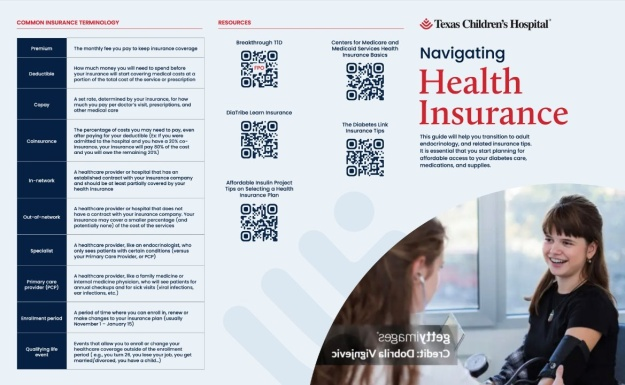 COMMON INSURANCE TERMINOLOGY
Premium
The monthly fee you pay to keep insurance coverage
Deductible
How much money you will need to spend before
your insurance will start covering medical costs at a
portion of the total cost of the service or prescription
Copay
A set rate, determined by your insurance, for how
much you pay per doctor's visit, prescriptions, and
other medical care
Coinsurance
The percentage of costs you may need to pay, even
after paying for your deductible (Ex: if you were
admitted to the hospital and you have a 20% co-
insurance, your insurance will pay 80% of the cost
and you will owe the remaining 20%)
In-network
A healthcare provider or hospital that has an
established contract with your insurance company
and should be at least partially covered by your
health insurance
Out-of-network
A healthcare provider or hospital that does not
have a contract with your insurance company. Your
insurance may cover a smaller percentage (and
potentially none) of the cost of the services
Specialist
A healthcare provider, like an endocrinologist, who
only sees patients with certain conditions (versus
your Primary Care Provider, or PCP)
Primary care
provider (PCP)
A healthcare provider, like a family medicine or
internal medicine physician, who will see patients for
annual checkups and for sick visits (viral infections,
ear infections, etc.)
Enrollment period
A period of time where you can enroll in, renew or
make changes to your insurance plan (usually
November 1 – January 15)
Qualifying life
event
Events that allow you to enroll or change your
healthcare coverage outside of the enrollment
period ( e.g., you turn 26, you lose your job, you get
married/divorced, you have a child...)
RESOURCES
Breakthrough T1D
FPO
DiaTribe Learn Insurance
Affordable Insulin Project
Tips on Selecting a Health
Insurance Plan
Centers for Medicare and
Medicaid Services Health
Insurance Basics
The Diabetes Link
Insurance Tips
Texas Children's Hospital
Navigating
Health
Insurance
This guide will help you transition to adult
endocrinology, and related insurance tips.
It is essential that you start planning for
affordable access to your diabetes care,
medications, and supplies.
gettyimages
Credit: Dobrila Vignjevic